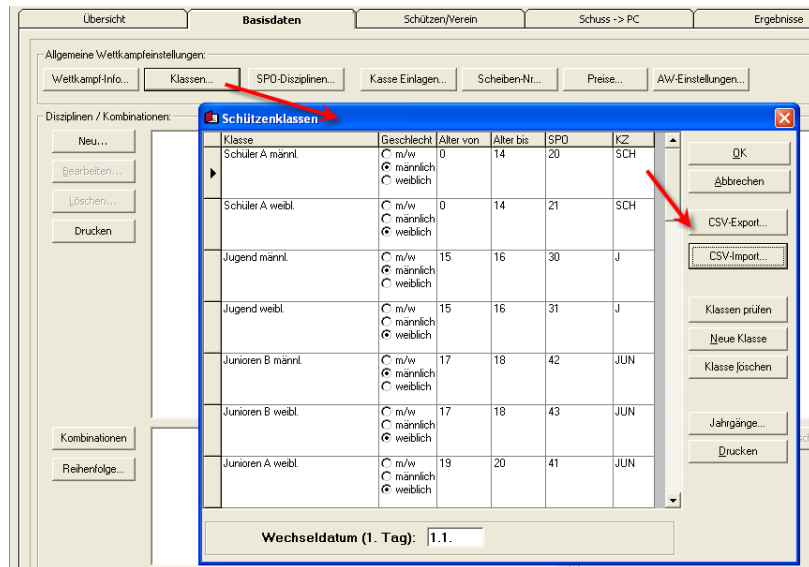 Übersicht Basisdaten Schützen/Verein Schuss -> PC Ergebnisse
Allgemeine Wettkampfeinstellungen:
Wettkampf-Info... Klassen... SPO-Disziplinen... Kasse Einlagen... Scheiben-Nr... Preise... AW-Einstellungen...
Disziplinen / Kombinationen:
Neu...
Bearbeiten...
Löschen...
Drucken
Kombinationen
Reihenfolge...
Schützenklassen
Klasse Geschlecht Alter von Alter bis SPO KZ
Schüler A männl. m/w 0 14 20 SCH
männlich
weiblich
Schüler A weibl. m/w 0 14 21 SCH
männlich
weiblich
Jugend männl. m/w 15 16 30 J
männlich
weiblich
Jugend weibl. m/w 15 16 31 J
männlich
weiblich
Junioren B männl. m/w 17 18 42 JUN
männlich
weiblich
Junioren B weibl. m/w 17 18 43 JUN
männlich
weiblich
Junioren A weibl. m/w 19 20 41 JUN
männlich
weiblich
OK
Abbrechen
CSV-Export...
CSV-Import...
Klassen prüfen
Neue Klasse
Klasse löschen
Jahrgänge...
Drucken
Wechseldatum (1. Tag): 1.1.